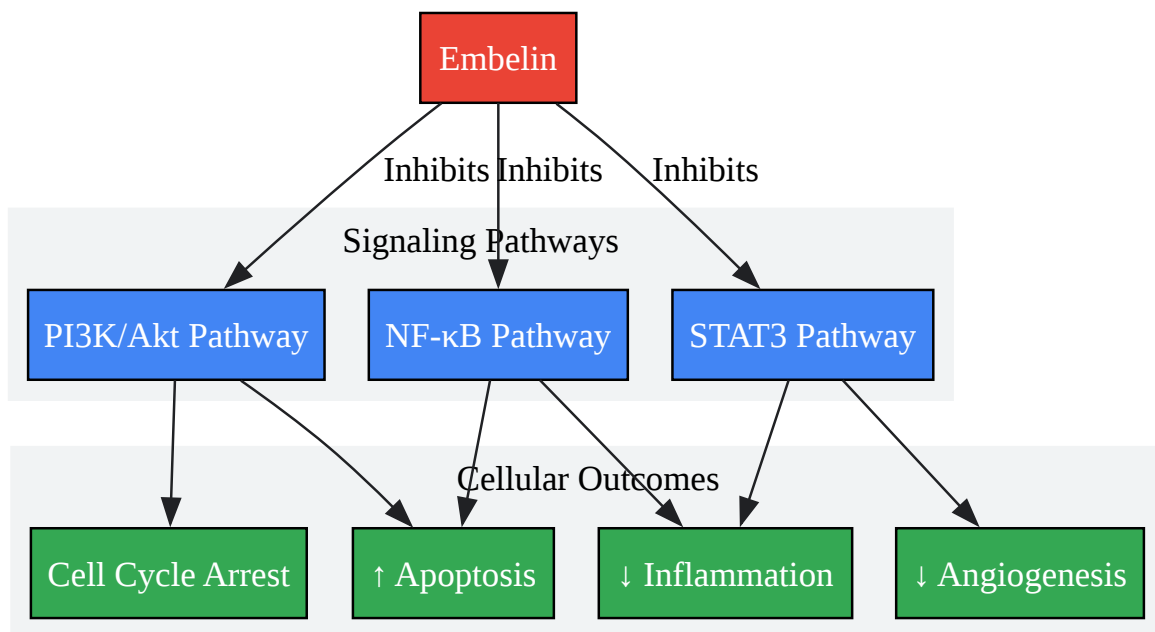 Embelin
Inhibits
Inhibits
Inhibits
Signaling Pathways
PI3K/Akt Pathway
NF-κB Pathway
STAT3 Pathway
Cellular Outcomes
Cell Cycle Arrest
↑ Apoptosis
↓ Inflammation
↓ Angiogenesis